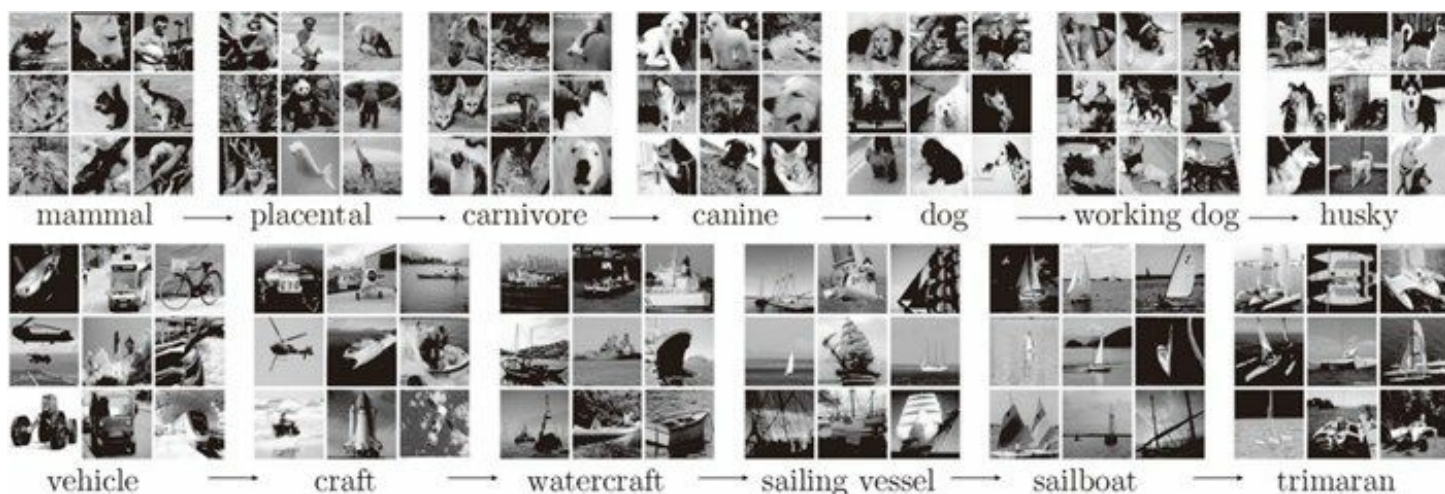 mammal → placental → carnivore → canine → dog → working dog → husky
vehicle → craft → watercraft → sailing vessel → sailboat → trimaran